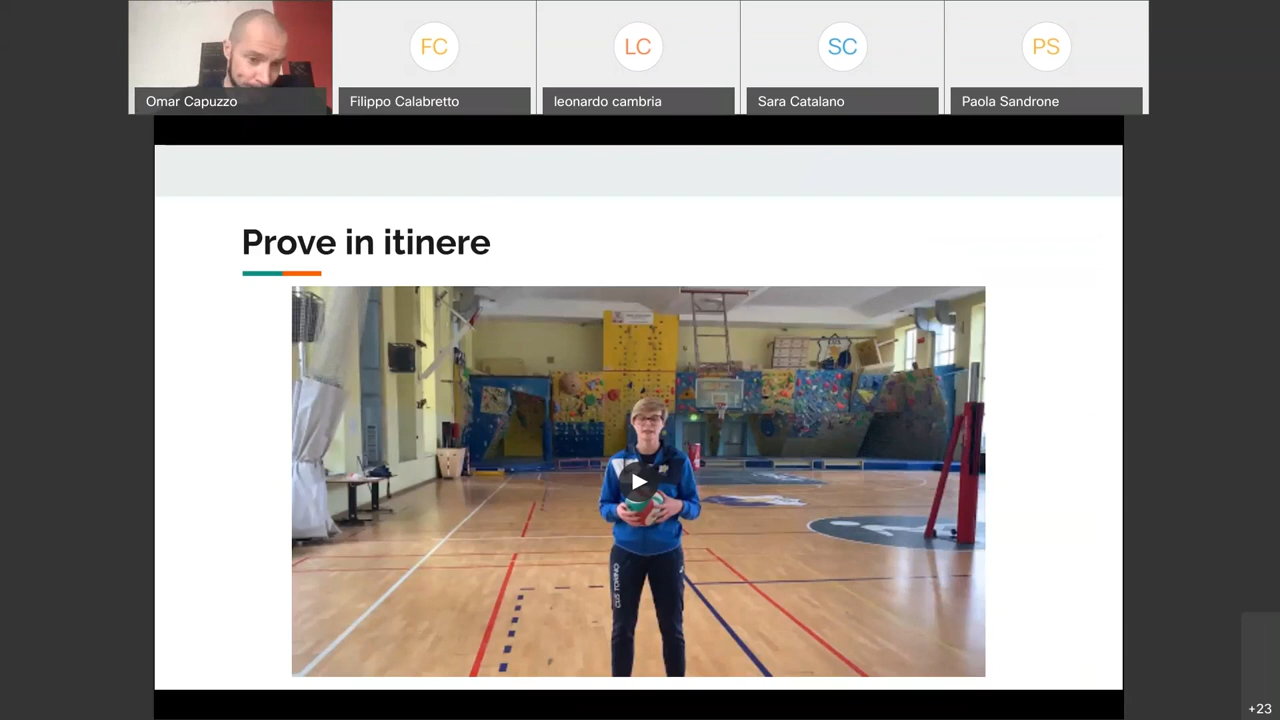 FC
LC
SC
PS
Omar Capuzzo
Filippo Calabretto
leonardo cambria
Sara Catalano
Paola Sandrone
Prove in itinere
CUS TORINO
+23